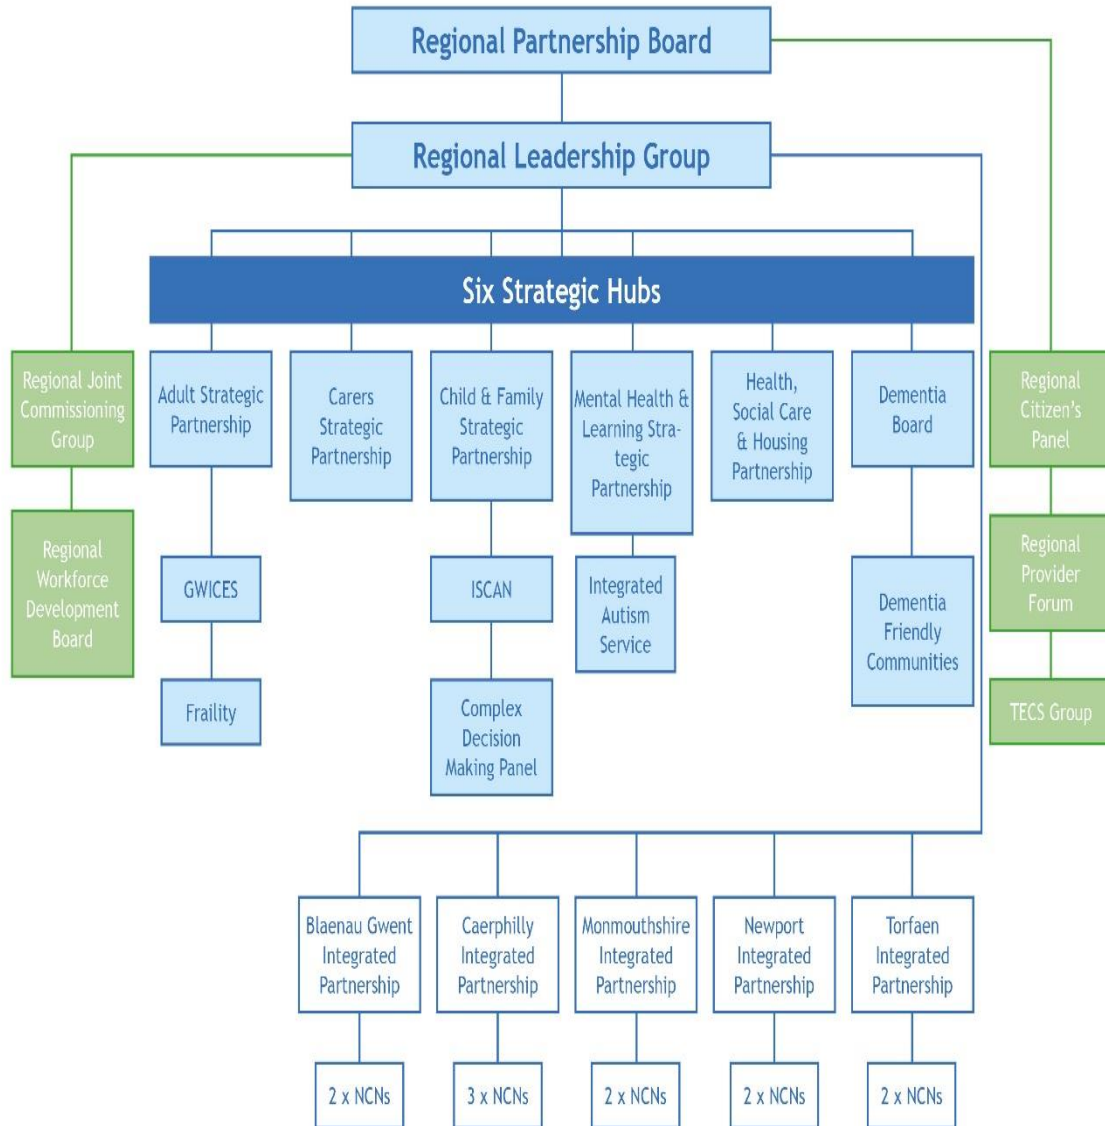 Regional Partnership Board
Regional Leadership Group
Six Strategic Hubs
Regional Joint
Commissioning
Group
Adult Strategic
Partnership
Carers
Strategic
Partnership
Child & Family
Strategic
Partnership
Mental Health &
Learning Stra-
tegic
Partnership
Health,
Social Care
& Housing
Partnership
Dementia
Board
Regional
Citizen's
Panel
Regional
Workforce
Development
Board
GWICES
ISCAN
Integrated
Autism
Service
Dementia
Friendly
Communities
Regional
Provider
Forum
Fraility
Complex
Decision
Making Panel
TECS Group
Blaenau Gwent
Integrated
Partnership
Caerphilly
Integrated
Partnership
Monmouthshire
Integrated
Partnership
Newport
Integrated
Partnership
Torfaen
Integrated
Partnership
2 x NCNs
3 x NCNs
2 x NCNs
2 x NCNs
2 x NCNs